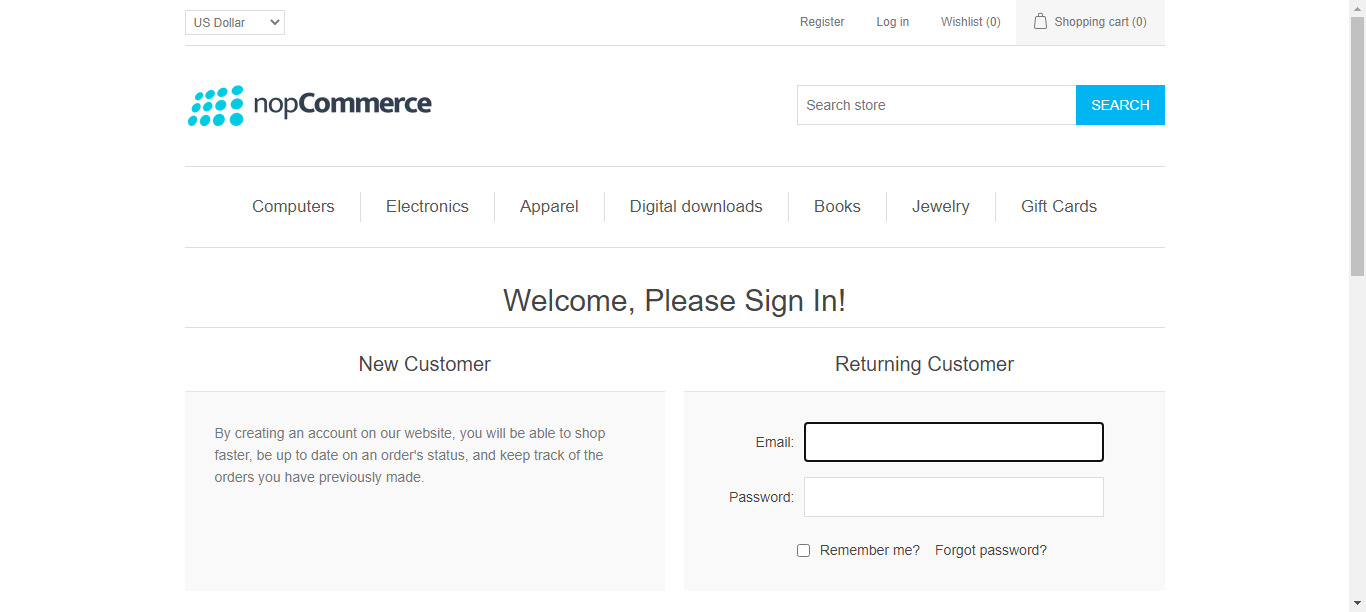 US Dollar Register Log in Wishlist (0) Shopping cart (0)
nopCommerce Search store SEARCH
Computers Electronics Apparel Digital downloads Books Jewelry Gift Cards
Welcome, Please Sign In!
New Customer
By creating an account on our website, you will be able to shop
faster, be up to date on an order's status, and keep track of the
orders you have previously made.
Returning Customer
Email:
Password:
Remember me? Forgot password?